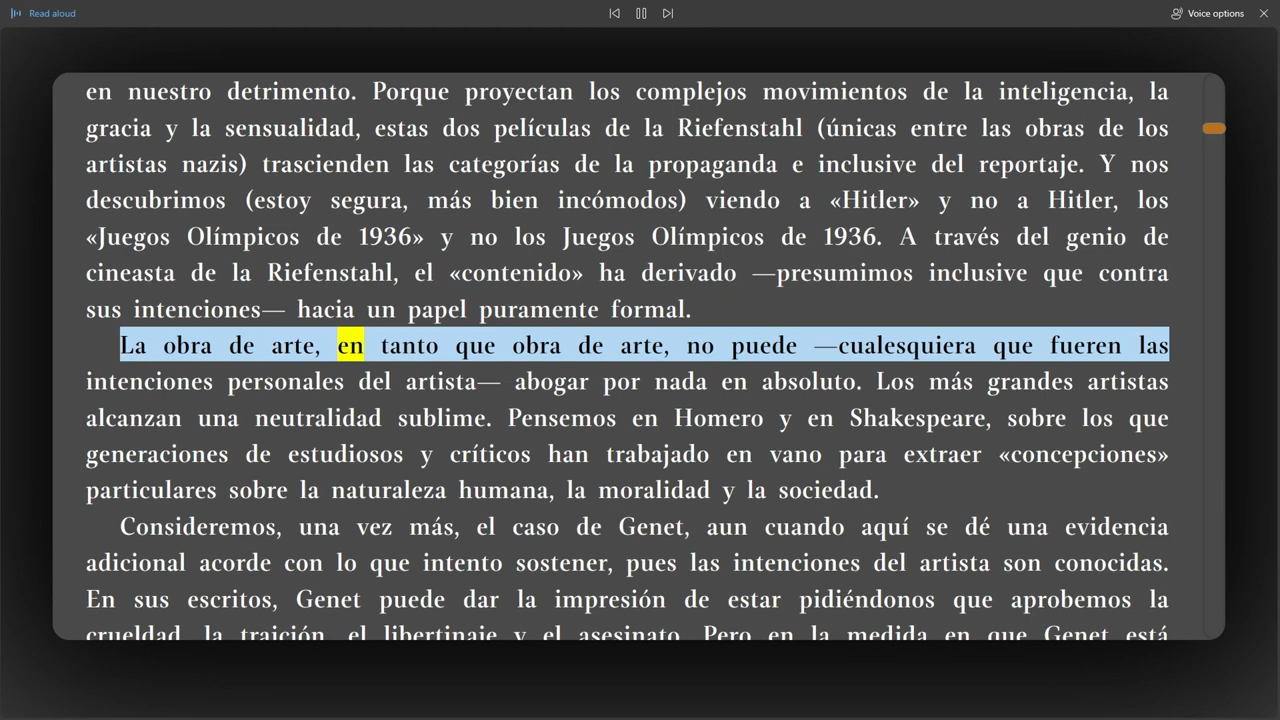 Read aloud
Voice options
en nuestro detrimento. Porque proyectan los complejos movimientos de la inteligencia, la
gracia y la sensualidad, estas dos películas de la Riefenstahl (únicas entre las obras de los
artistas nazis) trascienden las categorías de la propaganda e inclusive del reportaje. Y nos
descubrimos (estoy segura, más bien incómodos) viendo a «Hitler» y no a Hitler, los
«Juegos Olímpicos de 1936» y no los Juegos Olímpicos de 1936. A través del genio de
cineasta de la Riefenstahl, el «contenido» ha derivado —presumimos inclusive que contra
sus intenciones— hacia un papel puramente formal.
La obra de arte, en tanto que obra de arte, no puede —cualesquiera que fueren las
intenciones personales del artista— abogar por nada en absoluto. Los más grandes artistas
alcanzan una neutralidad sublime. Pensemos en Homero y en Shakespeare, sobre los que
generaciones de estudiosos y críticos han trabajado en vano para extraer «concepciones»
particulares sobre la naturaleza humana, la moralidad y la sociedad.
Consideremos, una vez más, el caso de Genet, aun cuando aquí se dé una evidencia
adicional acorde con lo que intento sostener, pues las intenciones del artista son conocidas.
En sus escritos, Genet puede dar la impresión de estar pidiéndonos que aprobemos la
crueldad, la traición, el libertinaje y el asesinato. Pero en la medida en que Genet está